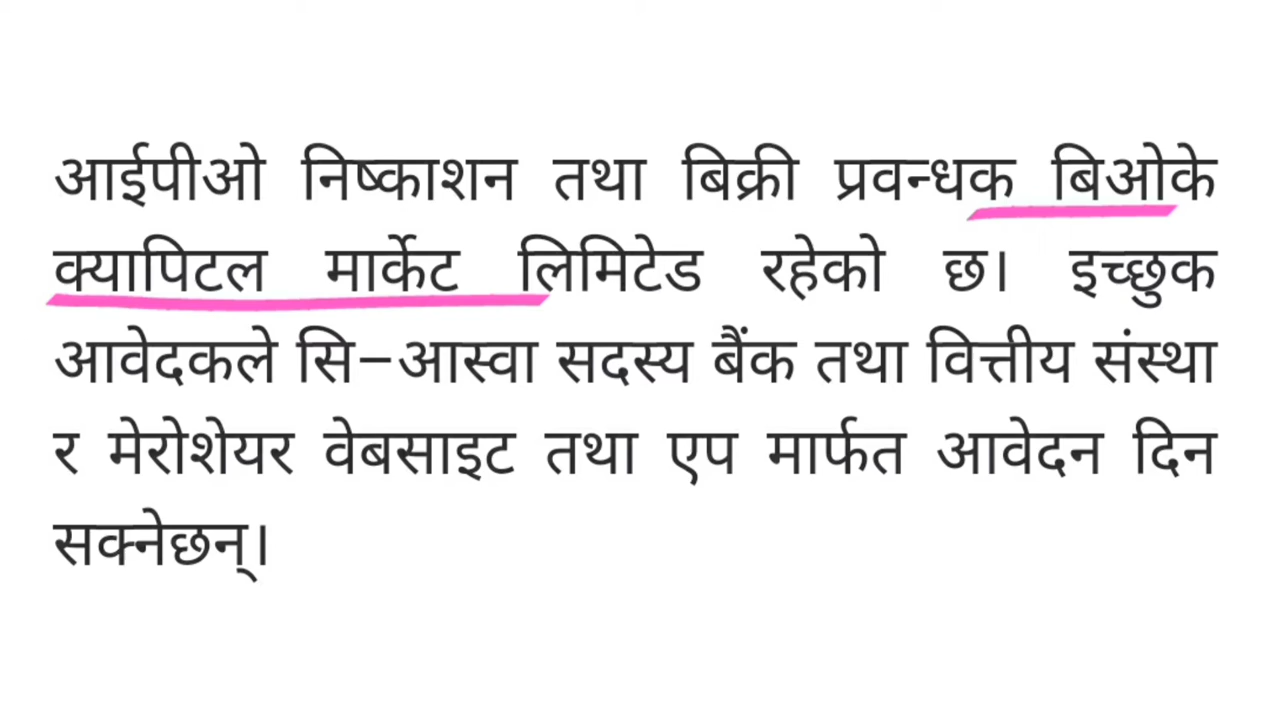 आईपीओ निष्काशन तथा बिक्री प्रवन्धक बिओके
क्यापिटल मार्केट लिमिटेड रहेको छ। इच्छुक
आवेदकले सि–आस्वा सदस्य बैंक तथा वित्तीय संस्था
र मेरोशेयर वेबसाइट तथा एप मार्फत आवेदन दिन
सक्नेछन्।